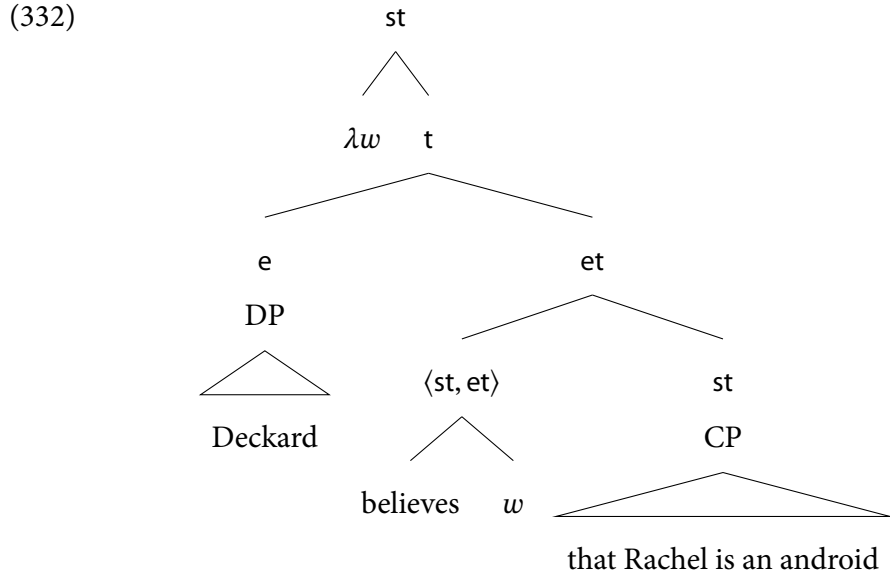 (332) st
λw t
e et
DP
⟨st, et⟩ st
Deckard CP
believes w
that Rachel is an android